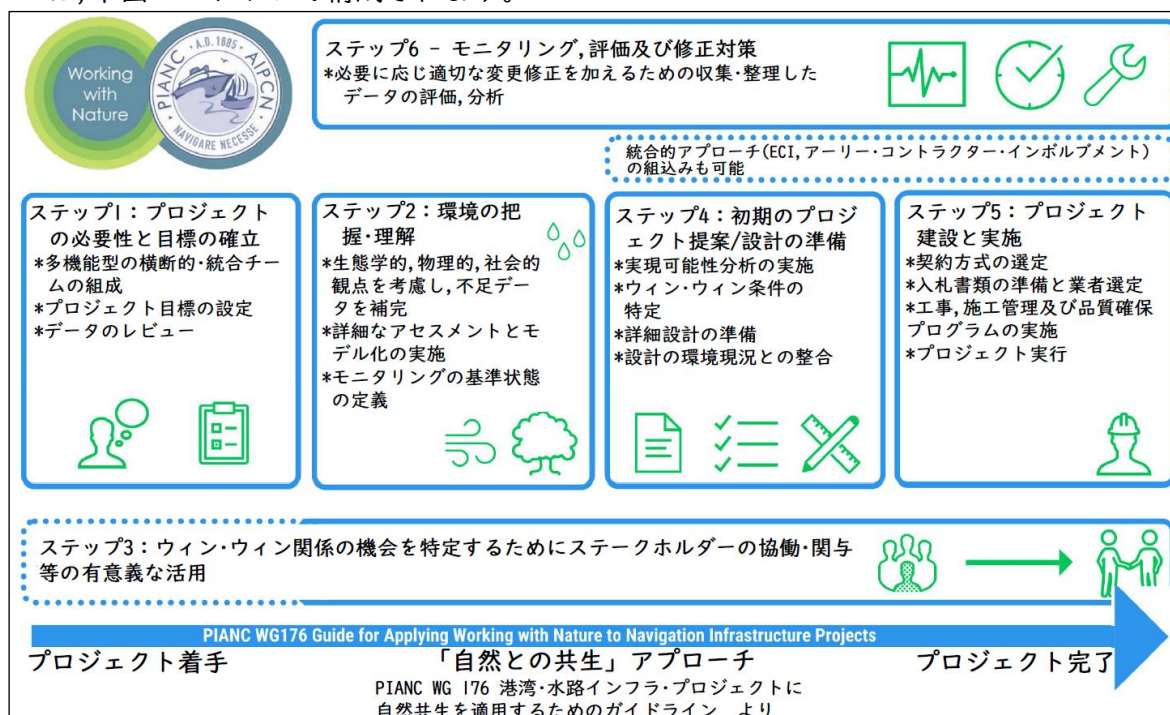 Working
with
Nature
PIANC · A.D. 1885 · AIPCN
NAVIGARE NECESSE
ステップ6 - モニタリング,評価及び修正対策
*必要に応じ適切な変更修正を加えるための収集・整理した
データの評価,分析
統合的アプローチ(ECI,アーリー・コントラクター・インボルブメント)
の組込みも可能
ステップ1:プロジェクト
の必要性と目標の確立
*多機能型の横断的・統合チー
ムの組成
*プロジェクト目標の設定
*データのレビュー
ステップ2:環境の把
握・理解
*生態学的,物理的,社会的
観点を考慮し,不足デー
タを補完
*詳細なアセスメントとモ
デル化の実施
*モニタリングの基準状態
の定義
ステップ4:初期のプロジ
ェクト提案/設計の準備
*実現可能性分析の実施
*ウィン・ウィン条件の
特定
*詳細設計の準備
*設計の環境現況との整合
ステップ5:プロジェクト
建設と実施
*契約方式の選定
*入札書類の準備と業者選定
*工事,施工管理及び品質確保
プログラムの実施
*プロジェクト実行
ステップ3:ウィン・ウィン関係の機会を特定するためにステークホルダーの協働・関与
等の有意義な活用
PIANC WG176 Guide for Applying Working with Nature to Navigation Infrastructure Projects
プロジェクト着手
「自然との共生」アプローチ
プロジェクト完了
PIANC WG 176 港湾・水路インフラ・プロジェクトに
自然共生を適用するためのガイドライン より